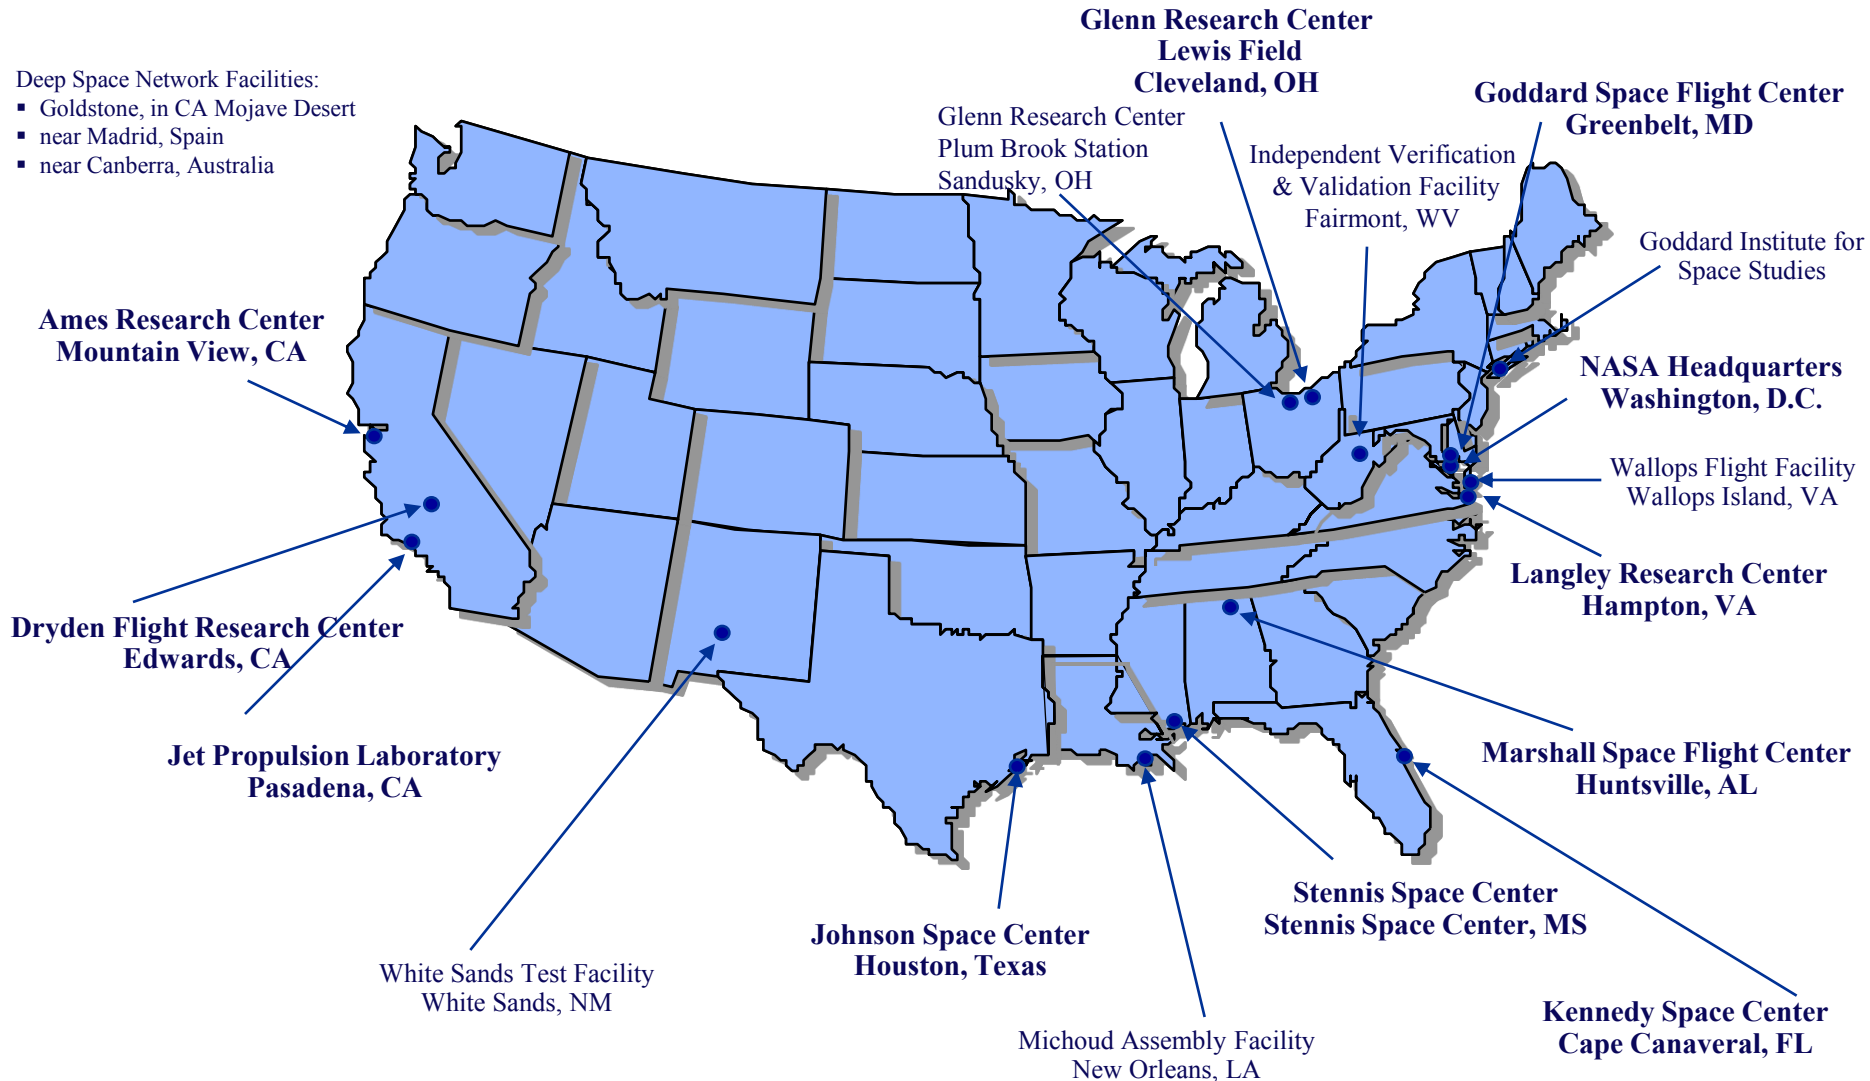 Glenn Research Center
Lewis Field
Cleveland, OH
Deep Space Network Facilities:
▪ Goldstone, in CA Mojave Desert
▪ near Madrid, Spain
▪ near Canberra, Australia
Goddard Space Flight Center
Greenbelt, MD
Glenn Research Center
Plum Brook Station
Sandusky, OH
Independent Verification
& Validation Facility
Fairmont, WV
Goddard Institute for
Space Studies
Ames Research Center
Mountain View, CA
NASA Headquarters
Washington, D.C.
Wallops Flight Facility
Wallops Island, VA
Langley Research Center
Hampton, VA
Dryden Flight Research Center
Edwards, CA
Jet Propulsion Laboratory
Pasadena, CA
Marshall Space Flight Center
Huntsville, AL
Stennis Space Center
Stennis Space Center, MS
Johnson Space Center
Houston, Texas
White Sands Test Facility
White Sands, NM
Kennedy Space Center
Cape Canaveral, FL
Michoud Assembly Facility
New Orleans, LA